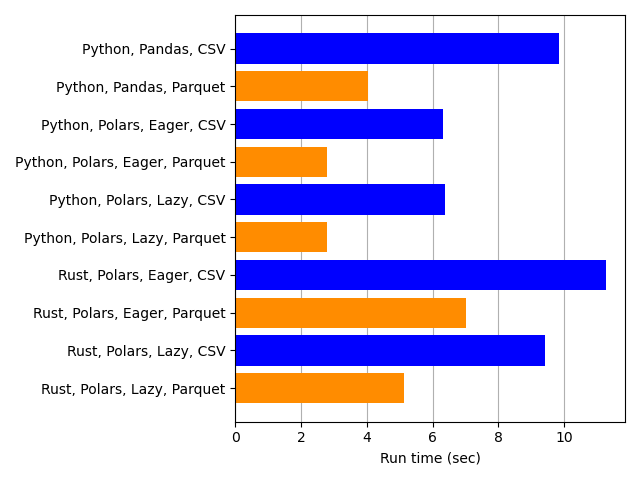 Python, Pandas, CSV
Python, Pandas, Parquet
Python, Polars, Eager, CSV
Python, Polars, Eager, Parquet
Python, Polars, Lazy, CSV
Python, Polars, Lazy, Parquet
Rust, Polars, Eager, CSV
Rust, Polars, Eager, Parquet
Rust, Polars, Lazy, CSV
Rust, Polars, Lazy, Parquet
0 2 4 6 8 10
Run time (sec)